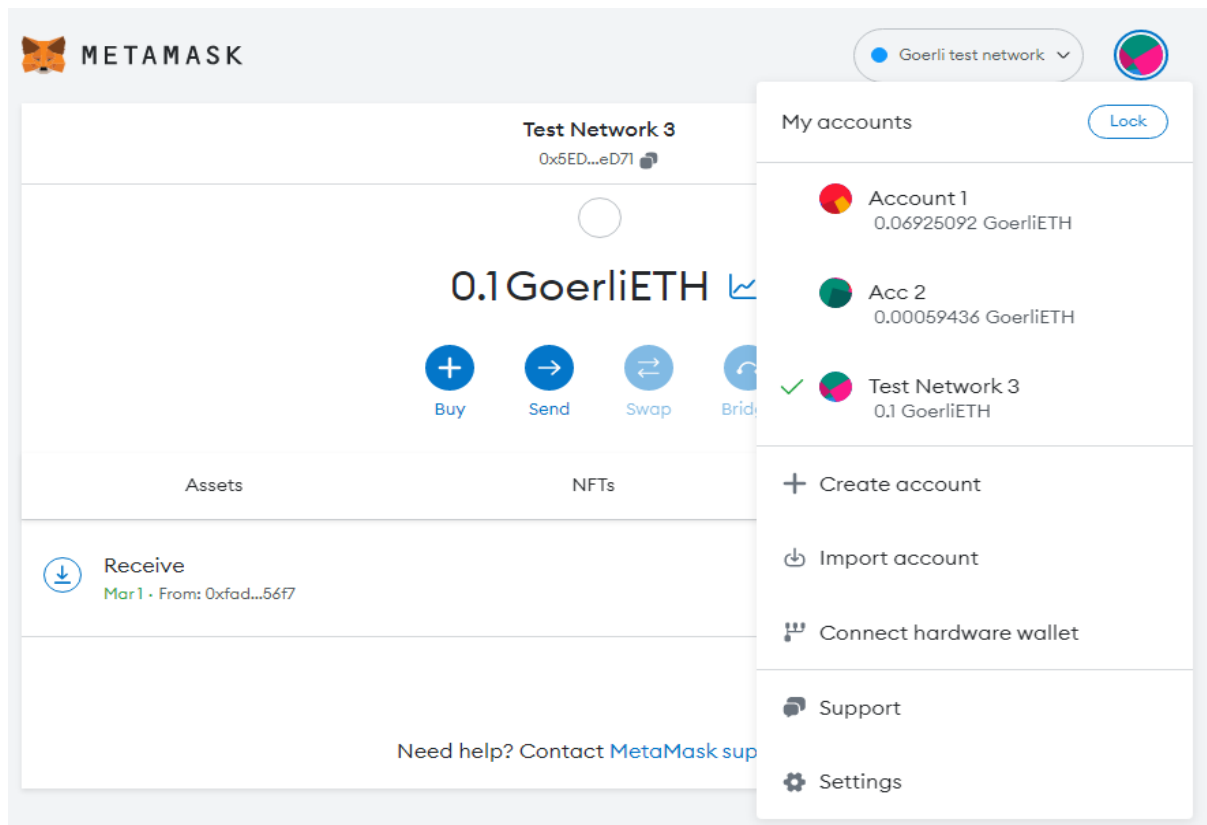 METAMASK
Goerli test network
Test Network 3
0x5ED...eD71
0.1 GoerliETH
Buy
Send
Swap
Brid
Assets
NFTs
Receive
Mar 1 · From: 0xfad...56f7
Need help? Contact MetaMask sup
My accounts
Lock
Account 1
0.06925092 GoerliETH
Acc 2
0.00059436 GoerliETH
Test Network 3
0.1 GoerliETH
Create account
Import account
Connect hardware wallet
Support
Settings